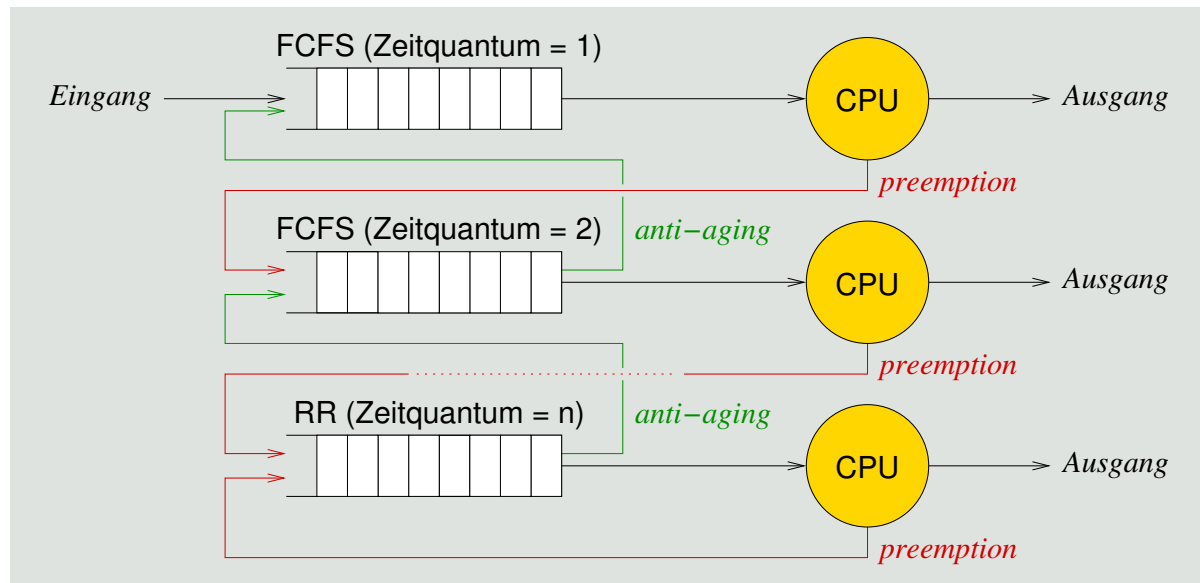 FCFS (Zeitquantum = 1)
Eingang
CPU
Ausgang
preemption
FCFS (Zeitquantum = 2)
anti−aging
CPU
Ausgang
preemption
RR (Zeitquantum = n)
anti−aging
CPU
Ausgang
preemption